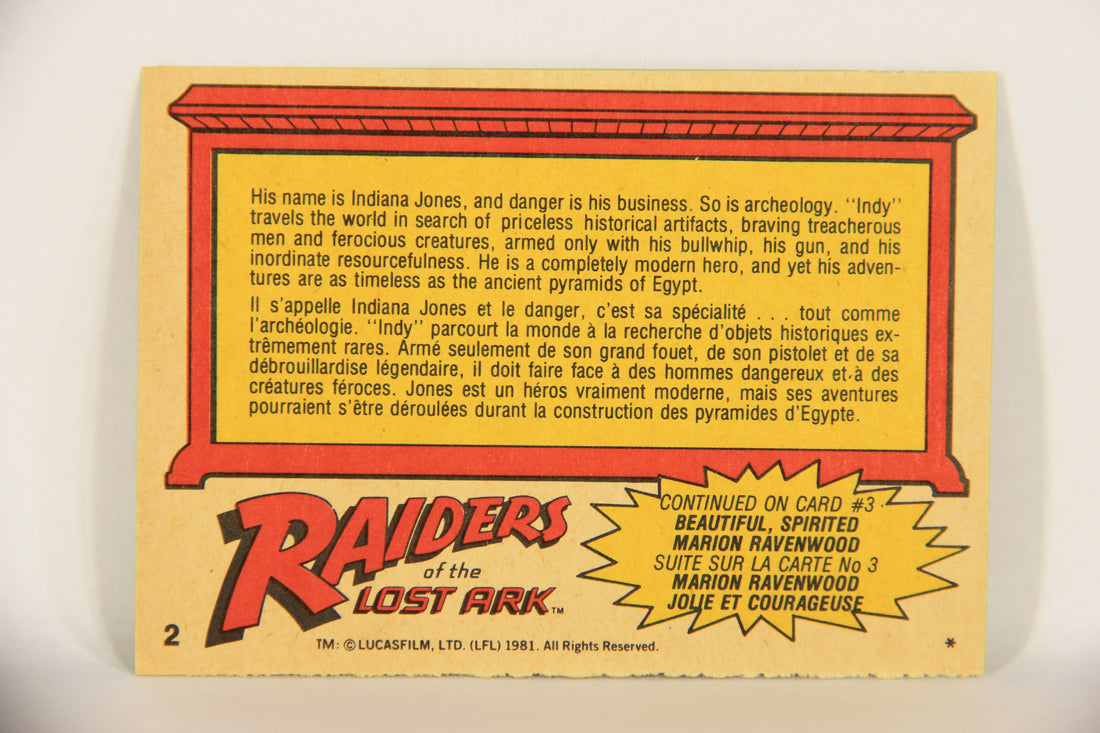 His name is Indiana Jones, and danger is his business. So is archeology. "Indy"
travels the world in search of priceless historical artifacts, braving treacherous
men and ferocious creatures, armed only with his bullwhip, his gun, and his
inordinate resourcefulness. He is a completely modern hero, and yet his adven-
tures are as timeless as the ancient pyramids of Egypt.
Il s'appelle Indiana Jones et le danger, c'est sa spécialité . . . tout comme
l'archéologie. "Indy" parcourt la monde à la recherche d'objets historiques ex-
trêmement rares. Armé seulement de son grand fouet, de son pistolet et de sa
débrouillardise légendaire, il doit faire face à des hommes dangereux et à des
créatures féroces. Jones est un héros vraiment moderne, mais ses aventures
pourraient s'être déroulées durant la construction des pyramides d'Egypte.
RAIDERS
of the
LOST ARK™
CONTINUED ON CARD #3
BEAUTIFUL, SPIRITED
MARION RAVENWOOD
SUITE SUR LA CARTE No 3
MARION RAVENWOOD
JOLIE ET COURAGEUSE
2
TM: © LUCASFILM, LTD. (LFL) 1981. All Rights Reserved.
*